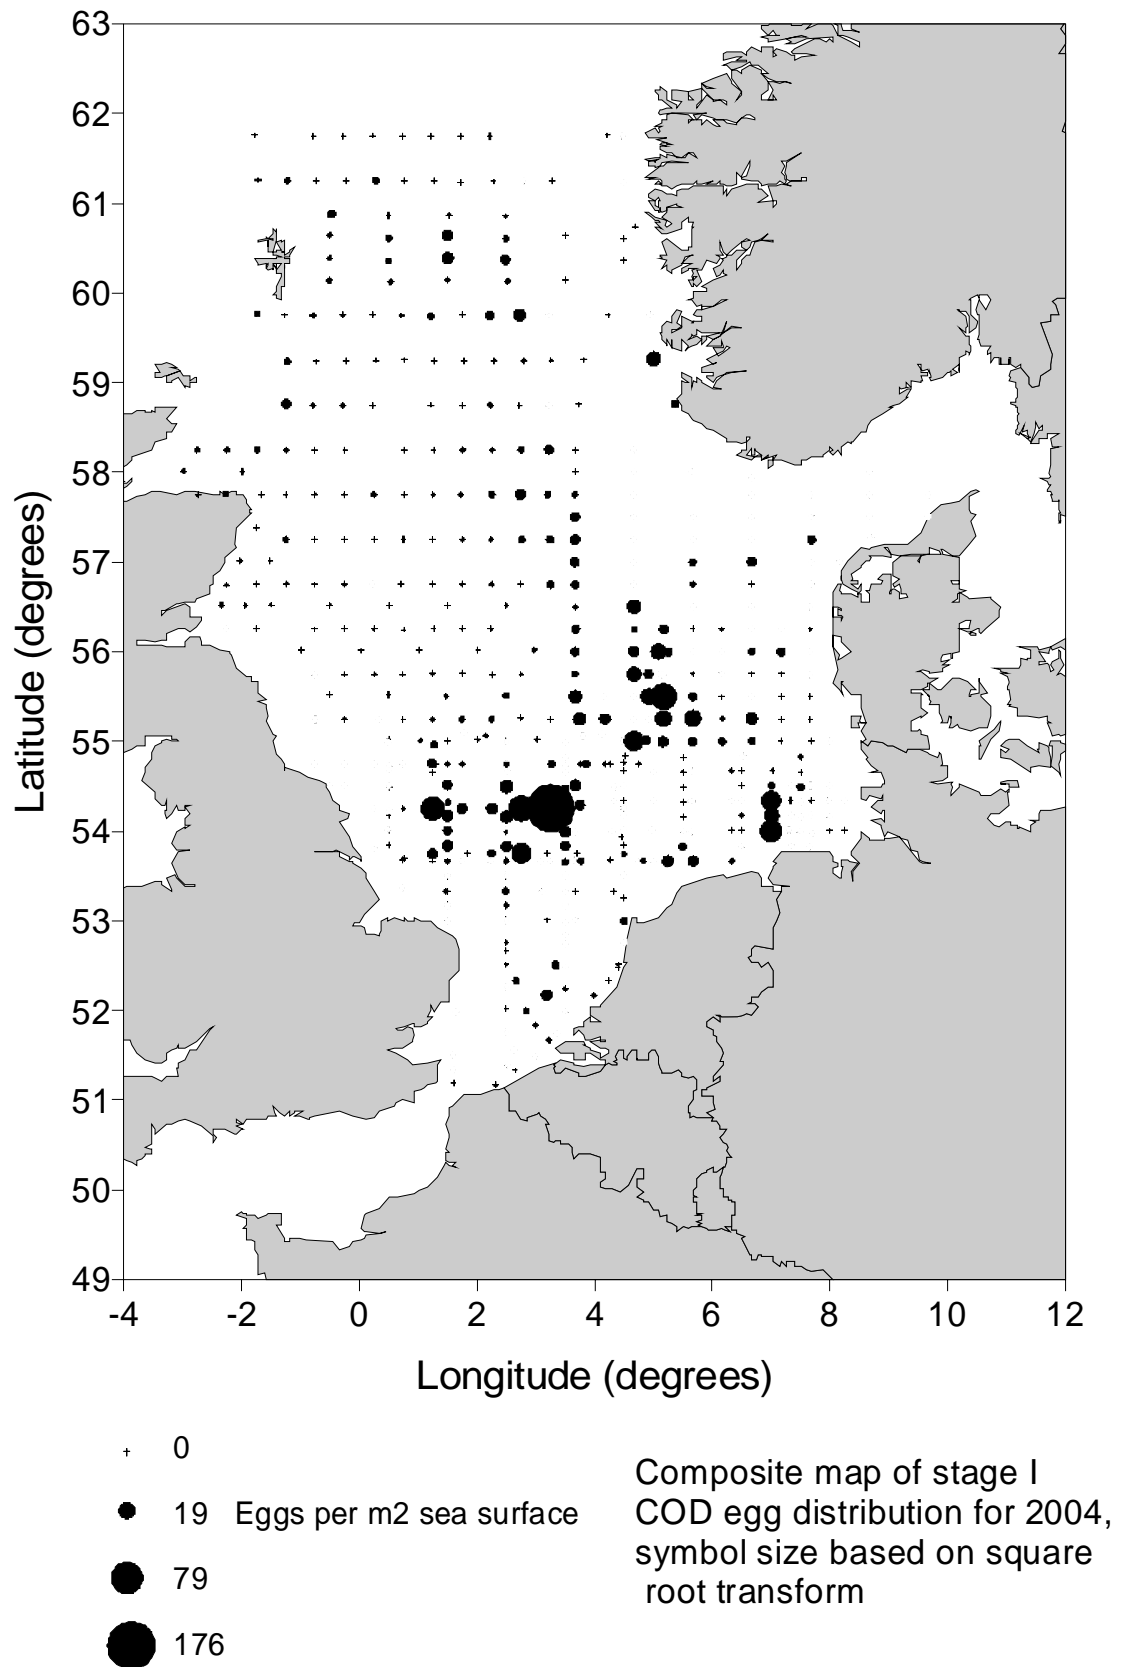 63
62
61
60
59
58
57
56
55
54
53
52
51
50
49
Latitude (degrees)
-4 -2 0 2 4 6 8 10 12
Longitude (degrees)
0
19 Eggs per m2 sea surface
79
176
Composite map of stage I
COD egg distribution for 2004,
symbol size based on square
root transform